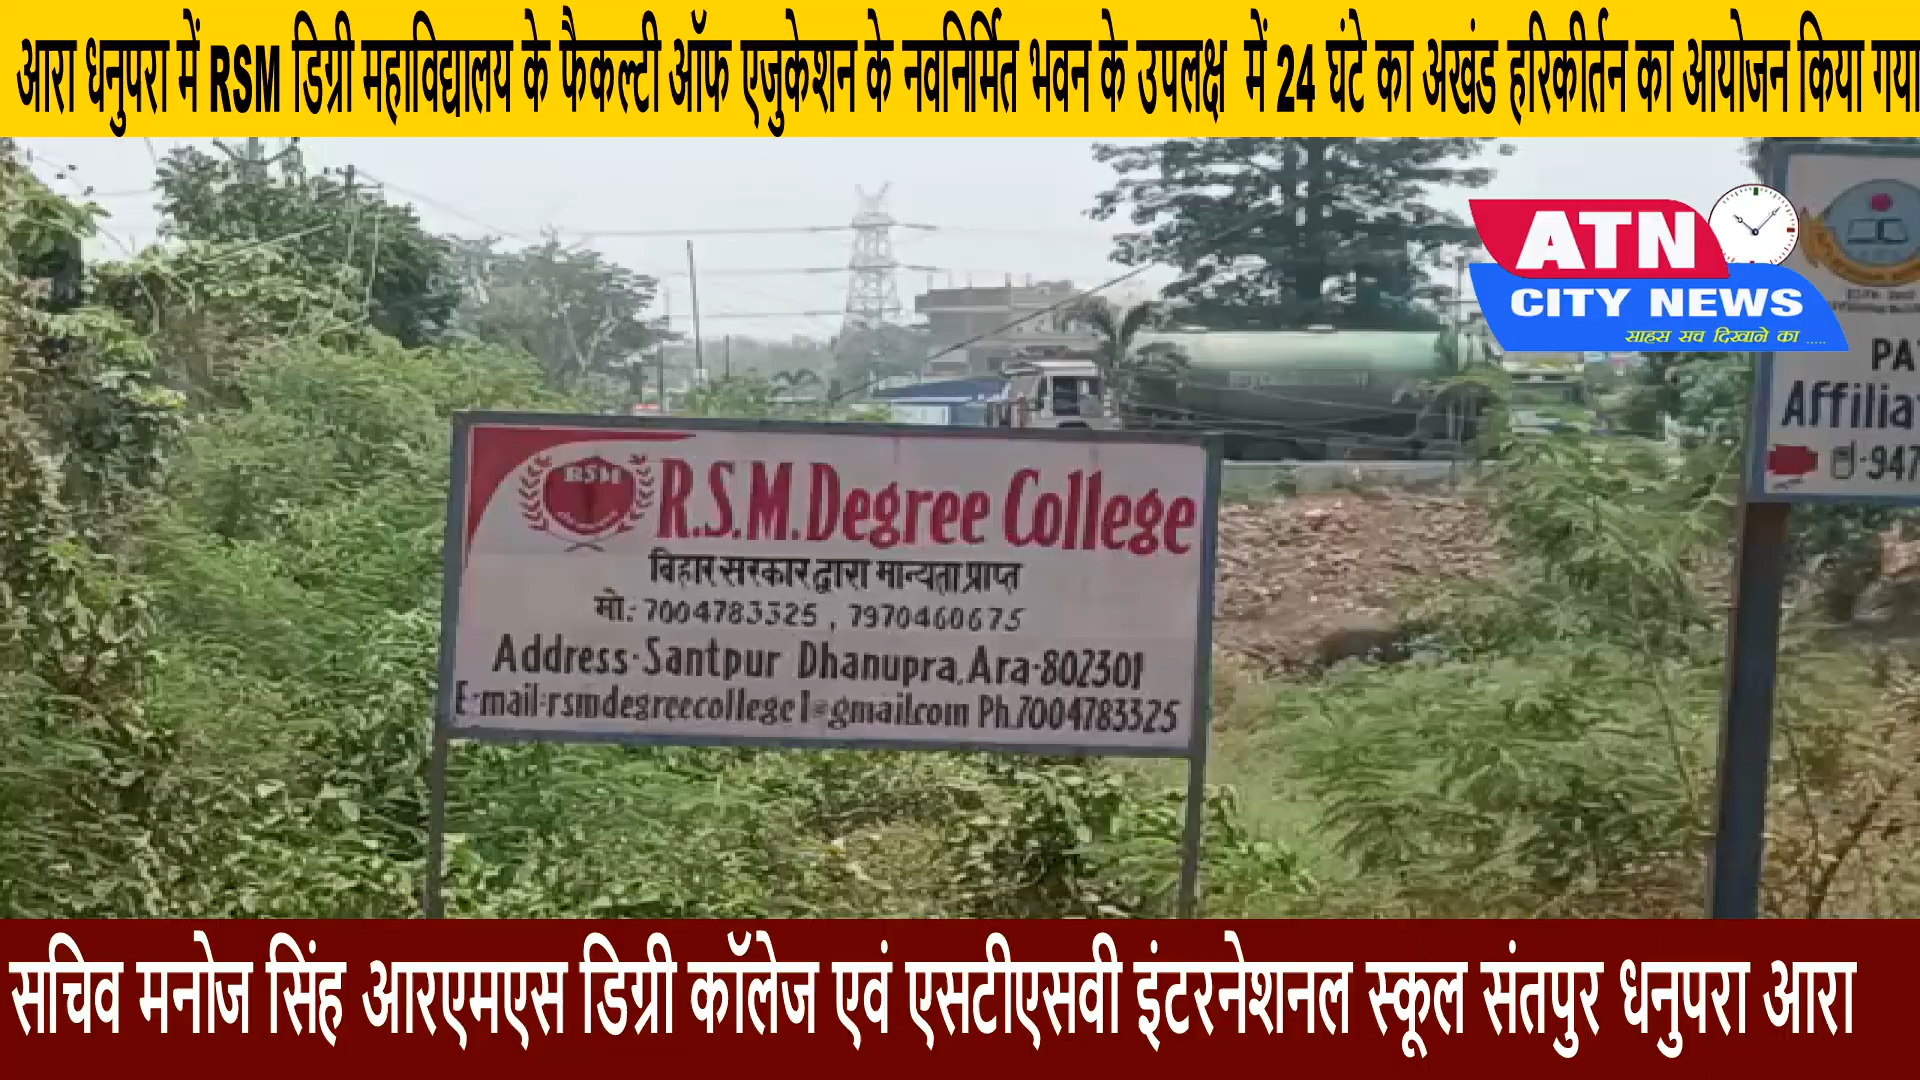 आरा धनुपरा में RSM डिग्री महाविद्यालय के फैकल्टी ऑफ एजुकेशन के नवनिर्मित भवन के उपलक्ष में 24 घंटे का अखंड हरिकीर्तन का आयोजन किया गया
ATN
CITY NEWS
साहस सच दिखाने का .....
PA
Affilia
-947
RSM
R.S.M. Degree College
बिहार सरकार द्वारा मान्यता प्राप्त
मो.: 7004783325 , 7970460675
Address-Santpur Dhanupra, Ara-802301
E-mail-rsmdegreecollege1@gmail.com Ph.7004783325
सचिव मनोज सिंह आरएमएस डिग्री कॉलेज एवं एसटीएसवी इंटरनेशनल स्कूल संतपुर धनुपरा आरा